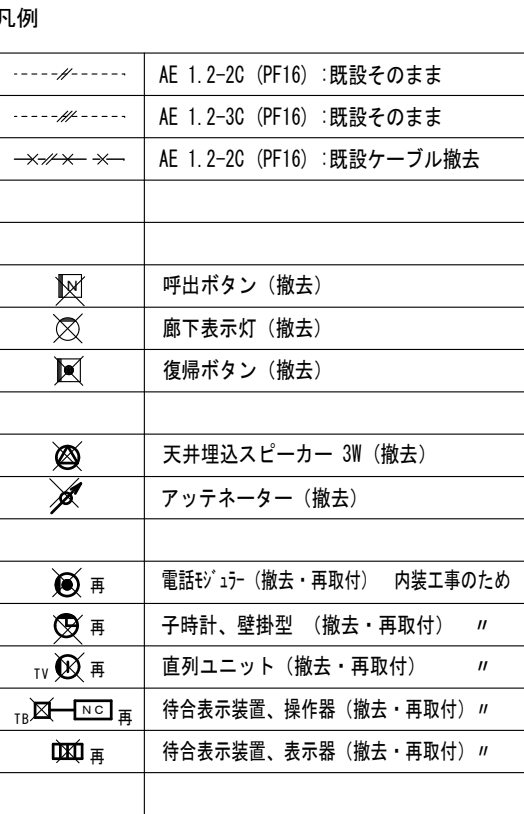 凡例
AE 1.2-2C (PF16) :既設そのまま
AE 1.2-3C (PF16) :既設そのまま
AE 1.2-2C (PF16) :既設ケーブル撤去
N 呼出ボタン(撤去)
廊下表示灯(撤去)
復帰ボタン(撤去)
天井埋込スピーカー 3W(撤去)
アッテネーター(撤去)
再 電話ﾓｼﾞｭﾗｰ(撤去・再取付) 内装工事のため
再 子時計、壁掛型 (撤去・再取付) 〃
TV 再 直列ユニット(撤去・再取付) 〃
TB NC 再 待合表示装置、操作器(撤去・再取付)〃
再 待合表示装置、表示器(撤去・再取付)〃